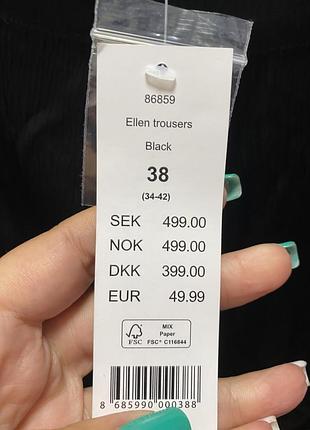 86859
Ellen trousers
Black
38
(34-42)
SEK 499.00
NOK 499.00
DKK 399.00
EUR 49.99
FSC
MIX
Paper
FSC® C116844
8 685990 000388